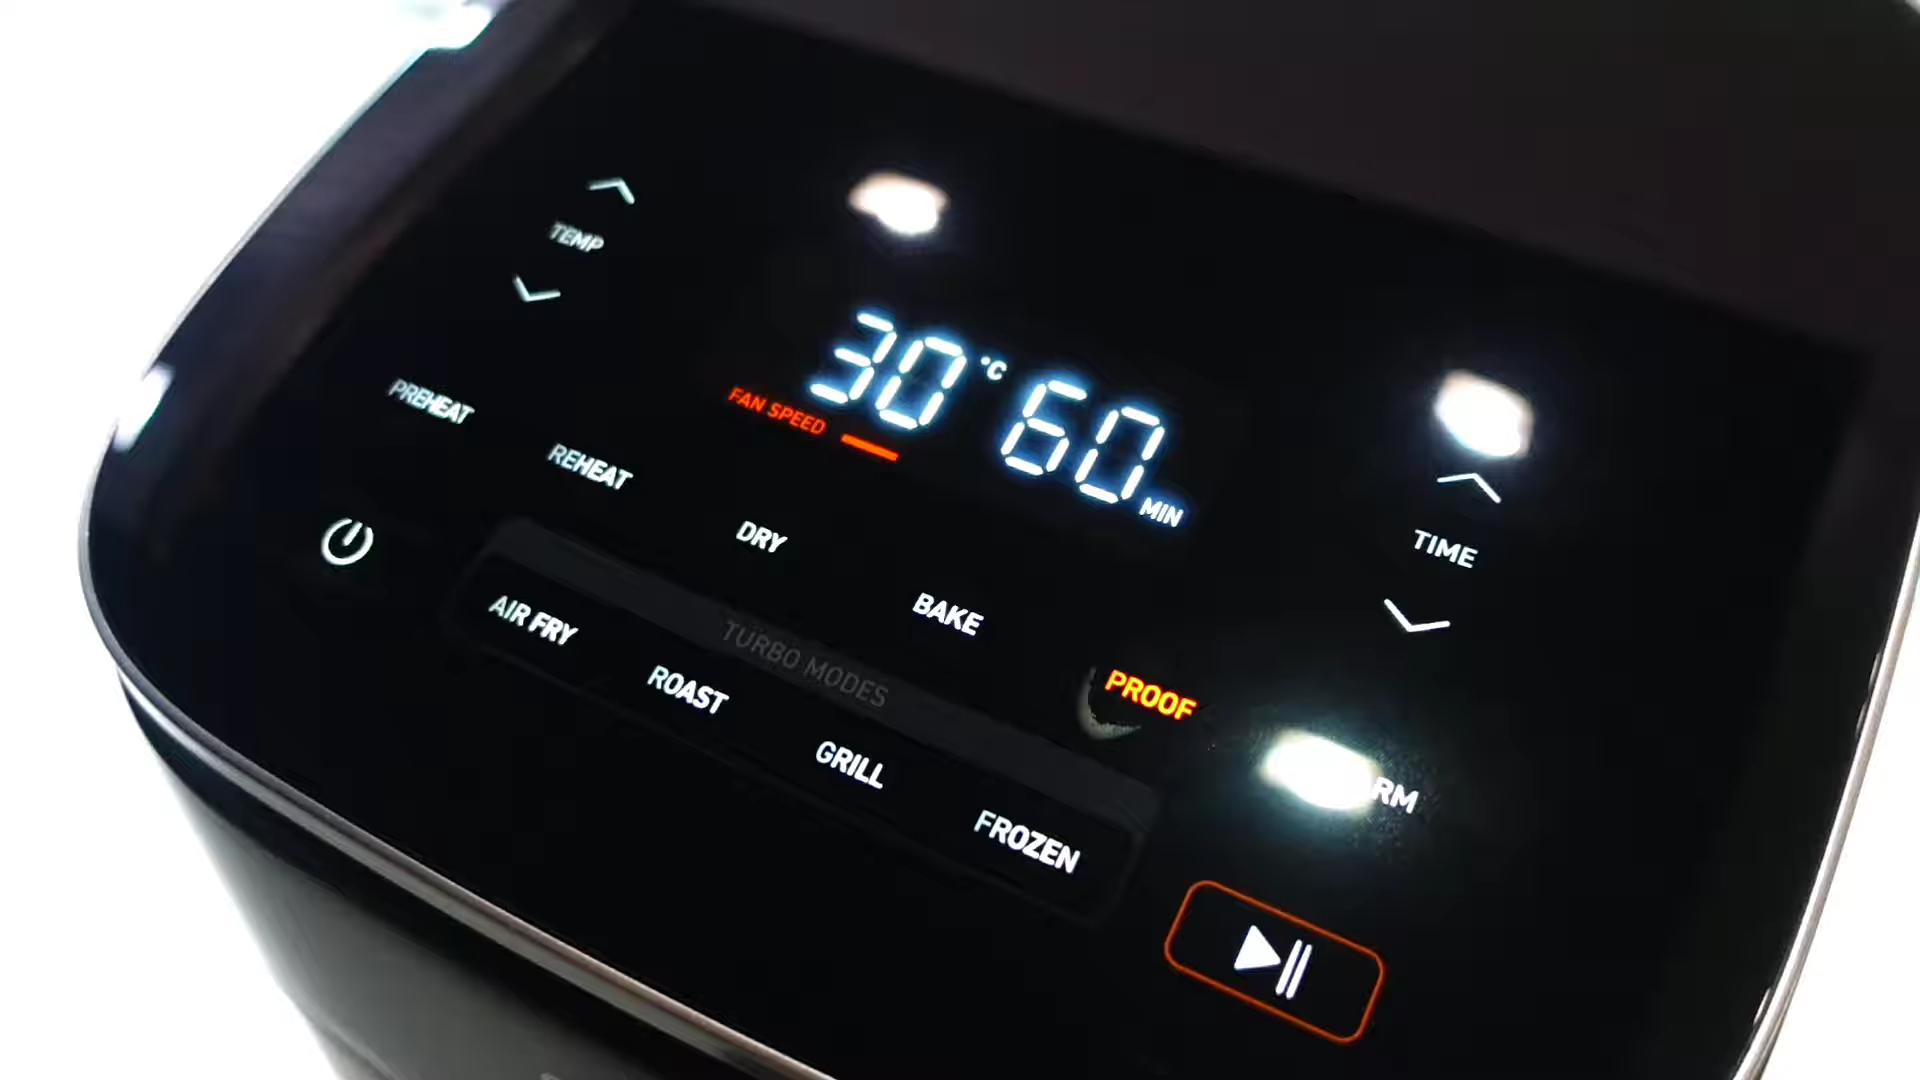 TEMP
30°C 60 MIN
FAN SPEED
TIME
PREHEAT
REHEAT
DRY
BAKE
PROOF
TURBO MODES
AIR FRY
ROAST
GRILL
FROZEN